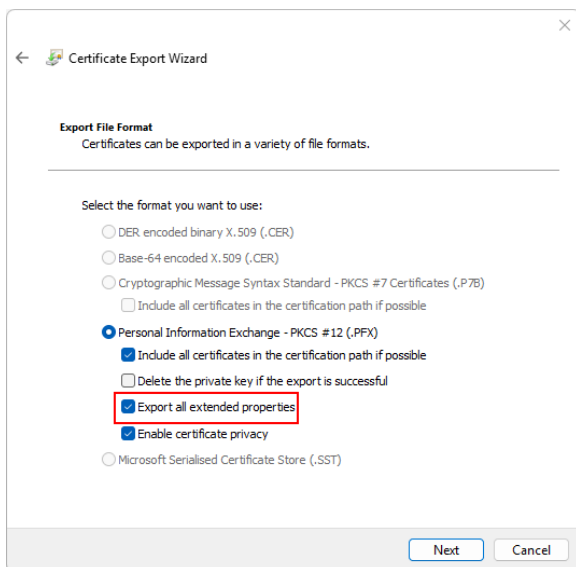 Certificate Export Wizard
Export File Format
Certificates can be exported in a variety of file formats.
Select the format you want to use:
DER encoded binary X.509 (.CER)
Base-64 encoded X.509 (.CER)
Cryptographic Message Syntax Standard - PKCS #7 Certificates (.P7B)
Include all certificates in the certification path if possible
Personal Information Exchange - PKCS #12 (.PFX)
Include all certificates in the certification path if possible
Delete the private key if the export is successful
Export all extended properties
Enable certificate privacy
Microsoft Serialised Certificate Store (.SST)
Next Cancel